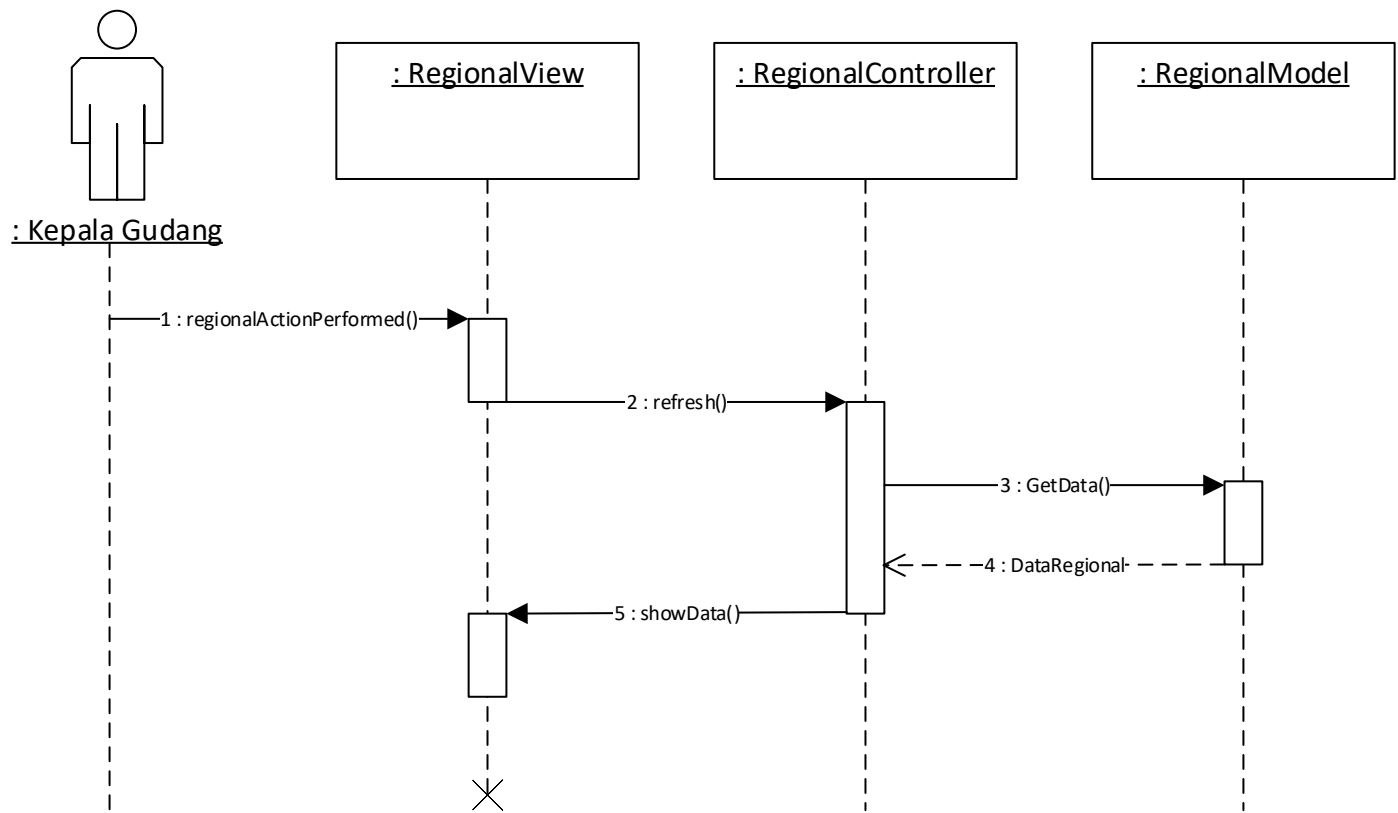 : RegionalView
: RegionalController
: RegionalModel
: Kepala Gudang
1 : regionalActionPerformed()
2 : refresh()
3 : GetData()
4 : DataRegional
5 : showData()